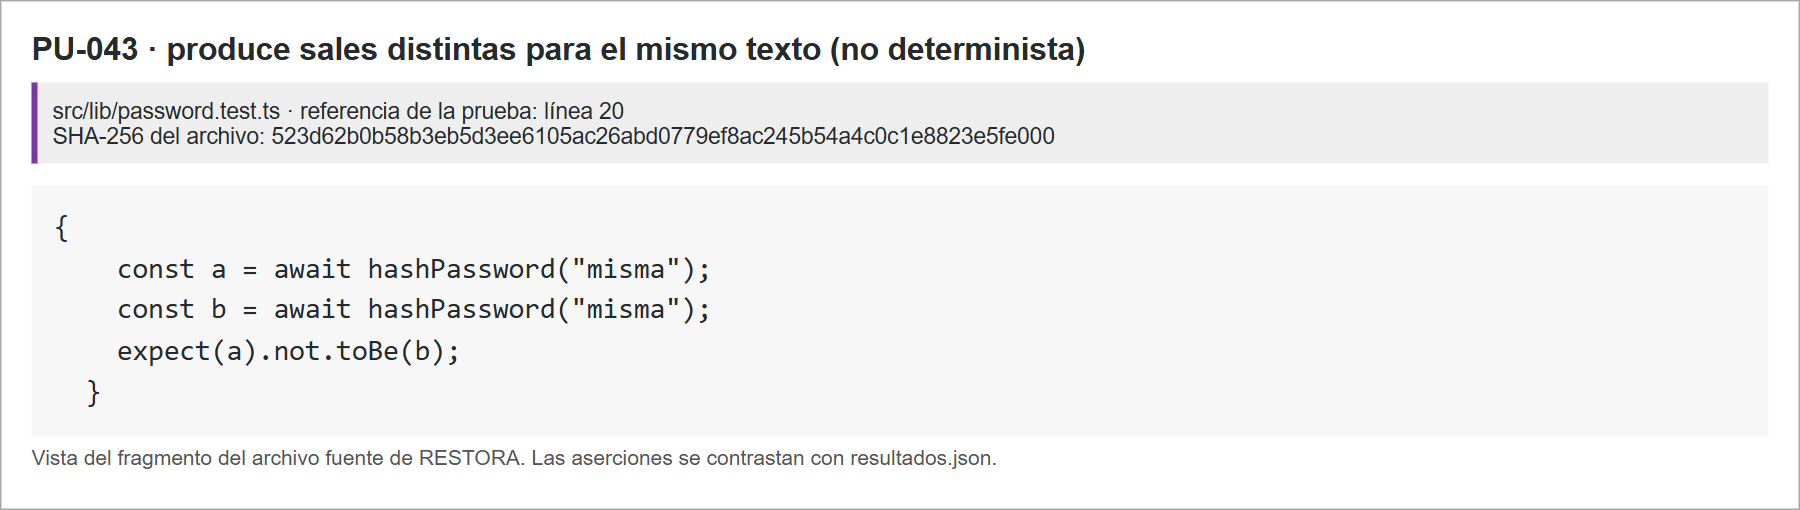 PU-043 · produce sales distintas para el mismo texto (no determinista)
src/lib/password.test.ts · referencia de la prueba: línea 20
SHA-256 del archivo: 523d62b0b58b3eb5d3ee6105ac26abd0779ef8ac245b54a4c0c1e8823e5fe000
{
    const a = await hashPassword("misma");
    const b = await hashPassword("misma");
    expect(a).not.toBe(b);
  }
Vista del fragmento del archivo fuente de RESTORA. Las aserciones se contrastan con resultados.json.